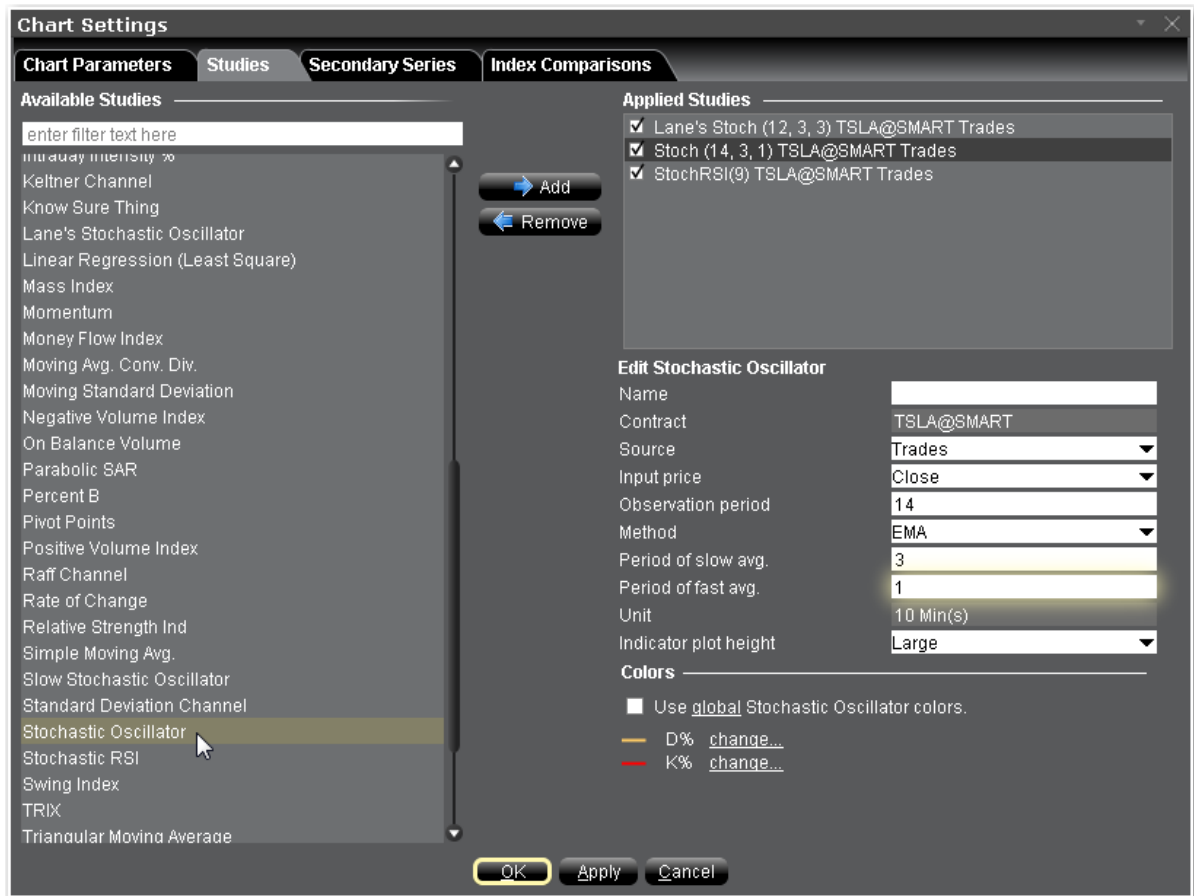 Chart Settings
Chart Parameters
Studies
Secondary Series
Index Comparisons
Available Studies
enter filter text here
Intraday Intensity %
Keltner Channel
Know Sure Thing
Lane's Stochastic Oscillator
Linear Regression (Least Square)
Mass Index
Momentum
Money Flow Index
Moving Avg. Conv. Div.
Moving Standard Deviation
Negative Volume Index
On Balance Volume
Parabolic SAR
Percent B
Pivot Points
Positive Volume Index
Raff Channel
Rate of Change
Relative Strength Ind
Simple Moving Avg.
Slow Stochastic Oscillator
Standard Deviation Channel
Stochastic Oscillator
Stochastic RSI
Swing Index
TRIX
Triangular Moving Average
Add
Remove
Applied Studies
Lane's Stoch (12, 3, 3) TSLA@SMART Trades
Stoch (14, 3, 1) TSLA@SMART Trades
StochRSI(9) TSLA@SMART Trades
Edit Stochastic Oscillator
Name
Contract TSLA@SMART
Source Trades
Input price Close
Observation period 14
Method EMA
Period of slow avg. 3
Period of fast avg. 1
Unit 10 Min(s)
Indicator plot height Large
Colors
Use global Stochastic Oscillator colors.
D% change...
K% change...
OK Apply Cancel